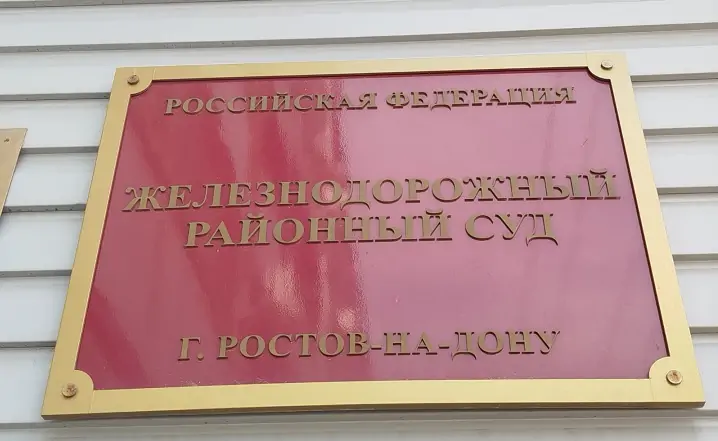 РОССИЙСКАЯ ФЕДЕРАЦИЯ
ЖЕЛЕЗНОДОРОЖНЫЙ
РАЙОННЫЙ СУД
Г. РОСТОВ-НА-ДОНУ